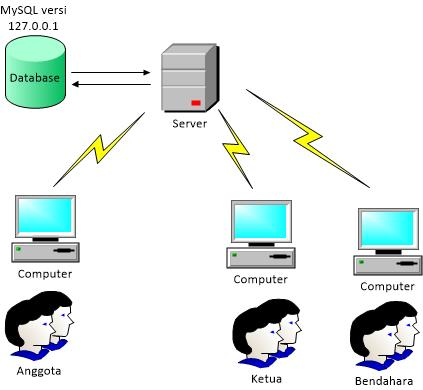 MySQL versi
127.0.0.1
Database
Server
Computer
Computer
Computer
Anggota
Ketua
Bendahara